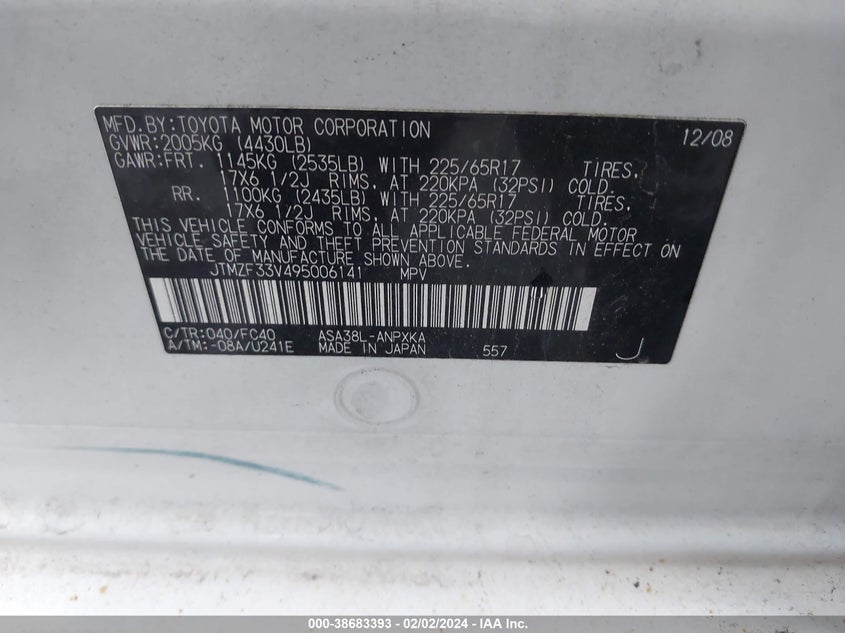 MFD.BY:TOYOTA MOTOR CORPORATION 12/08
GVWR:2005KG (4430LB)
GAWR:FRT. 1145KG (2535LB) WITH 225/65R17 TIRES.
17X6 1/2J RIMS. AT 220KPA (32PSI) COLD.
RR. 1100KG (2435LB) WITH 225/65R17 TIRES.
17X6 1/2J RIMS. AT 220KPA (32PSI) COLD.
THIS VEHICLE CONFORMS TO ALL APPLICABLE FEDERAL MOTOR
VEHICLE SAFETY AND THEFT PREVENTION STANDARDS IN EFFECT ON
THE DATE OF MANUFACTURE SHOWN ABOVE.
JTMZF33V495006141 MPV
C/TR:040/FC40 ASA38L-ANPXKA
A/TM:-08A/U241E MADE IN JAPAN 557 J
000-38683393 - 02/02/2024 - IAA Inc.